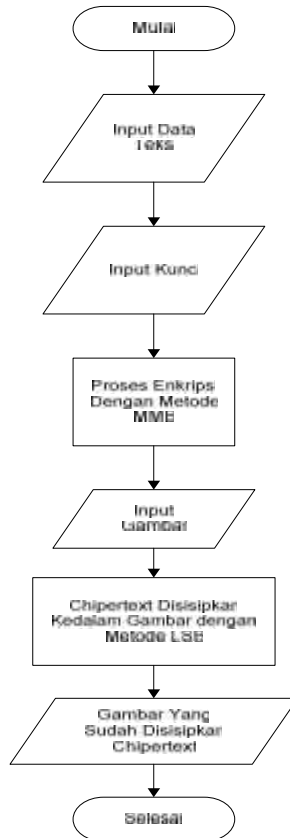 Mulai
Input Data
Teks
Input Kunci
Proses Enkripsi
Dengan Metode
MMB
Input
Gambar
Chipertext Disisipkan
Kedalam Gambar dengan
Metode LSB
Gambar Yang
Sudah Disisipkan
Chipertext
Selesai